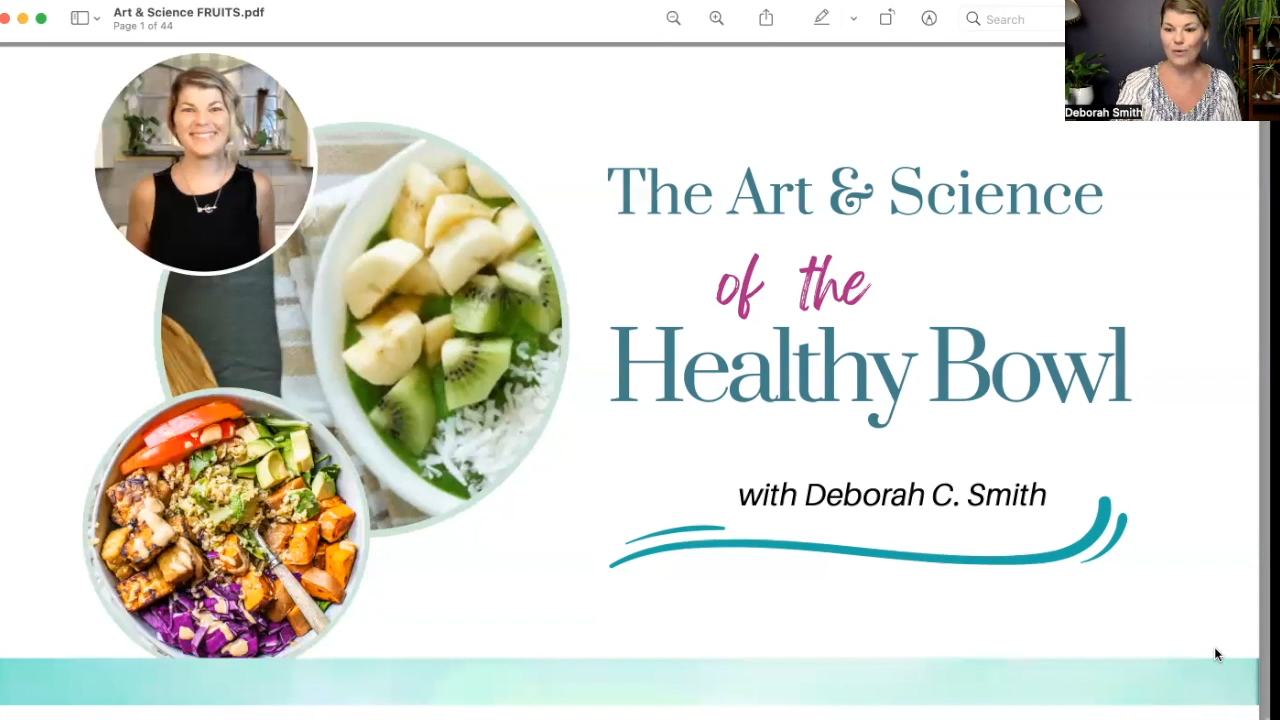 Art & Science FRUITS.pdf
Page 1 of 44
Search
Deborah Smith
The Art & Science
of the
Healthy Bowl
with Deborah C. Smith